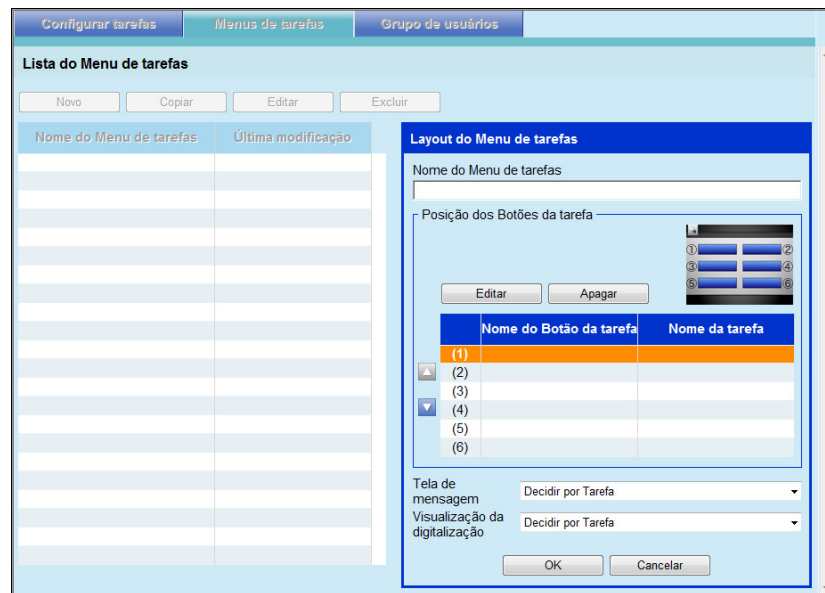 Configurar tarefas Menus de tarefas Grupo de usuários
Lista do Menu de tarefas
Novo Copiar Editar Excluir
Nome do Menu de tarefas Última modificação
Layout do Menu de tarefas
Nome do Menu de tarefas
Posição dos Botões da tarefa
① ②
③ ④
⑤ ⑥
Editar Apagar
Nome do Botão da tarefa Nome da tarefa
(1)
(2)
(3)
(4)
(5)
(6)
Tela de
mensagem
Decidir por Tarefa
Visualização da
digitalização
Decidir por Tarefa
OK Cancelar